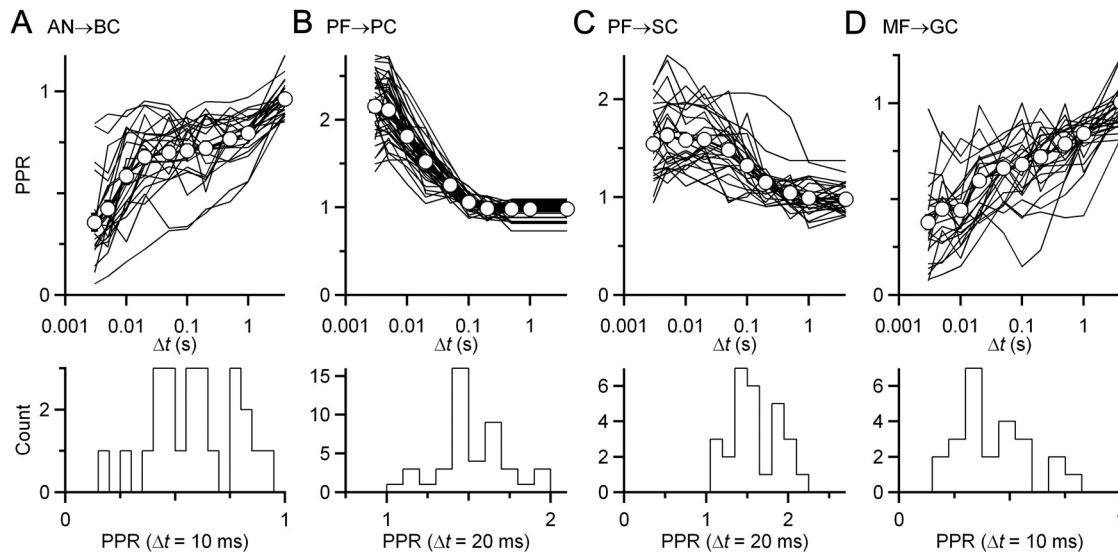 A AN→BC
B PF→PC
C PF→SC
D MF→GC
PPR
1
0
0.001 0.01 0.1 1
Δt (s)
2
1
0
0.001 0.01 0.1 1
Δt (s)
2
1
0
0.001 0.01 0.1 1
Δt (s)
1
0
0.001 0.01 0.1 1
Δt (s)
Count
2
0
0 1
PPR (Δt = 10 ms)
15
10
5
0
1 2
PPR (Δt = 20 ms)
6
4
2
0
0 1 2
PPR (Δt = 20 ms)
6
4
2
0
0 1
PPR (Δt = 10 ms)